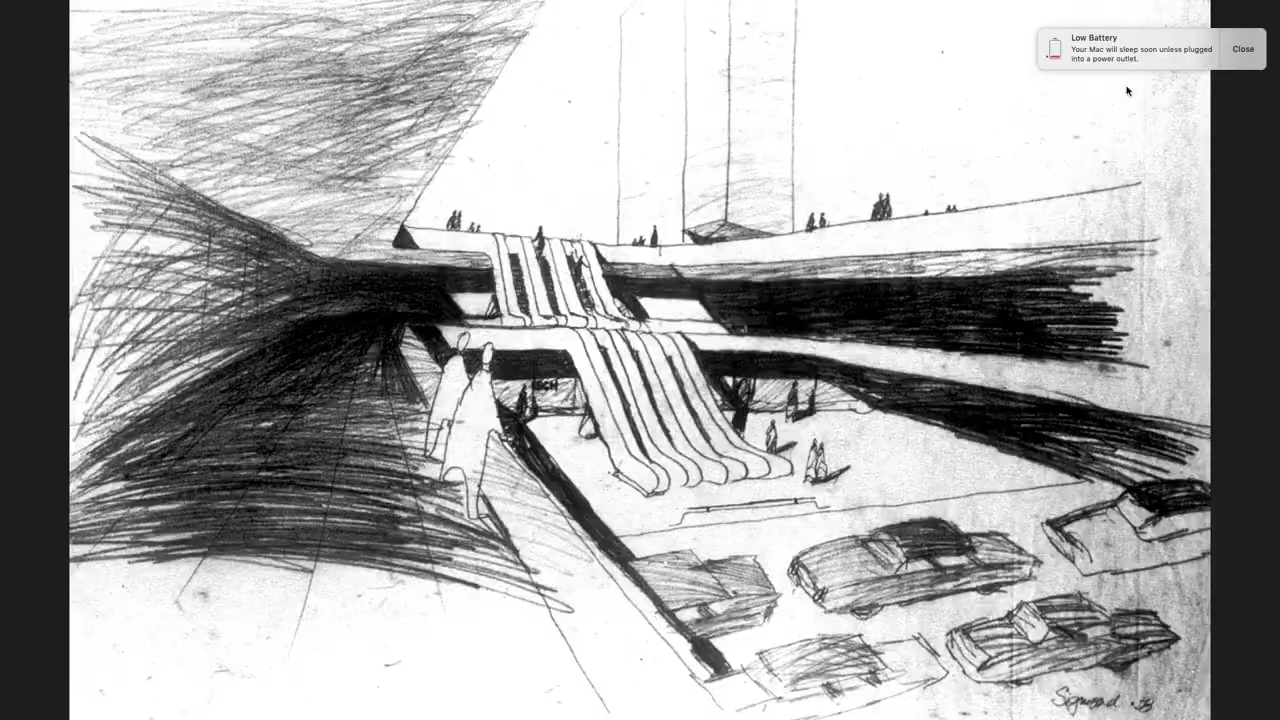 Low Battery
Your Mac will sleep soon unless plugged
into a power outlet.
Close